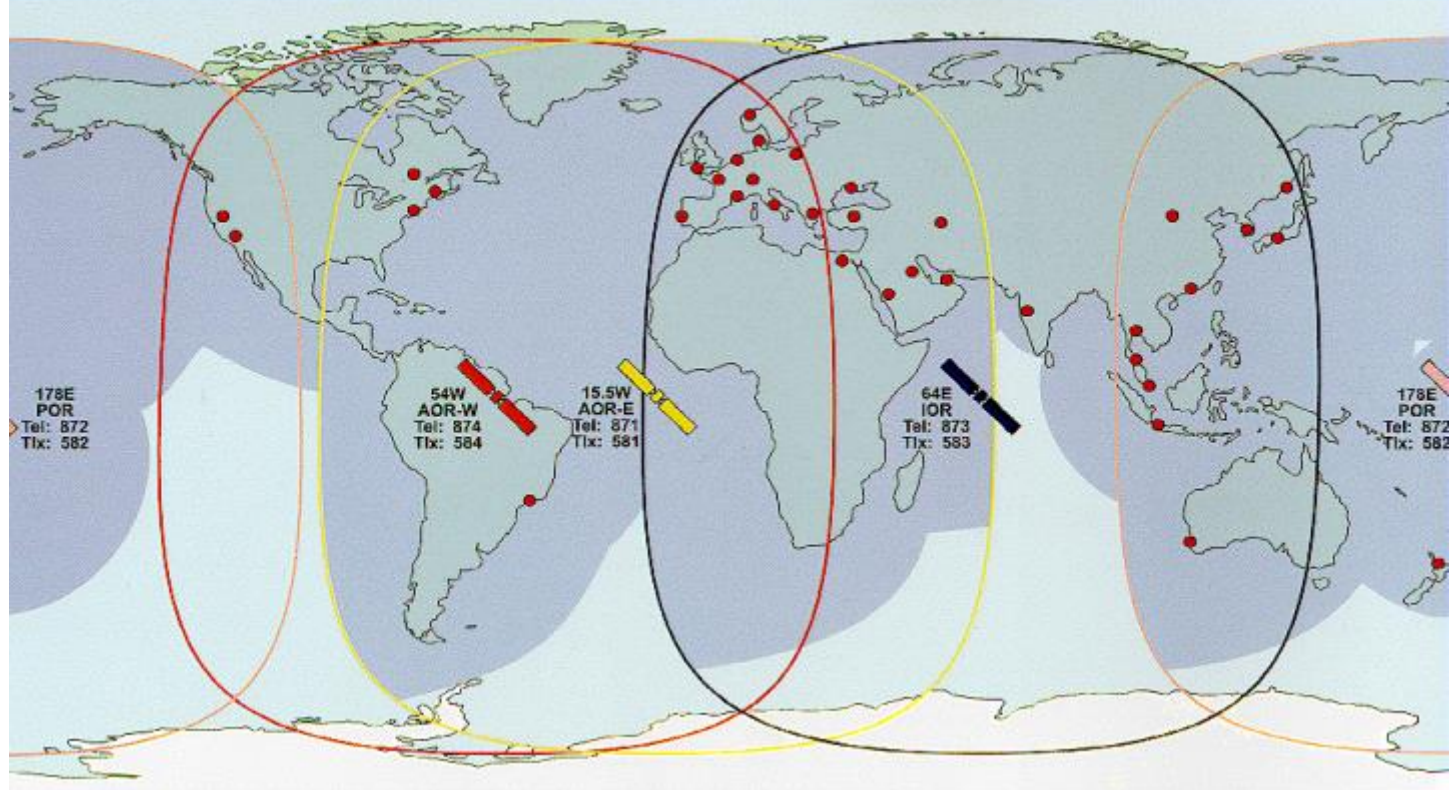 178E
POR
Tel: 872
Tlx: 582
54W
AOR-W
Tel: 874
Tlx: 584
15.5W
AOR-E
Tel: 871
Tlx: 581
64E
IOR
Tel: 873
Tlx: 583
178E
POR
Tel: 872
Tlx: 582